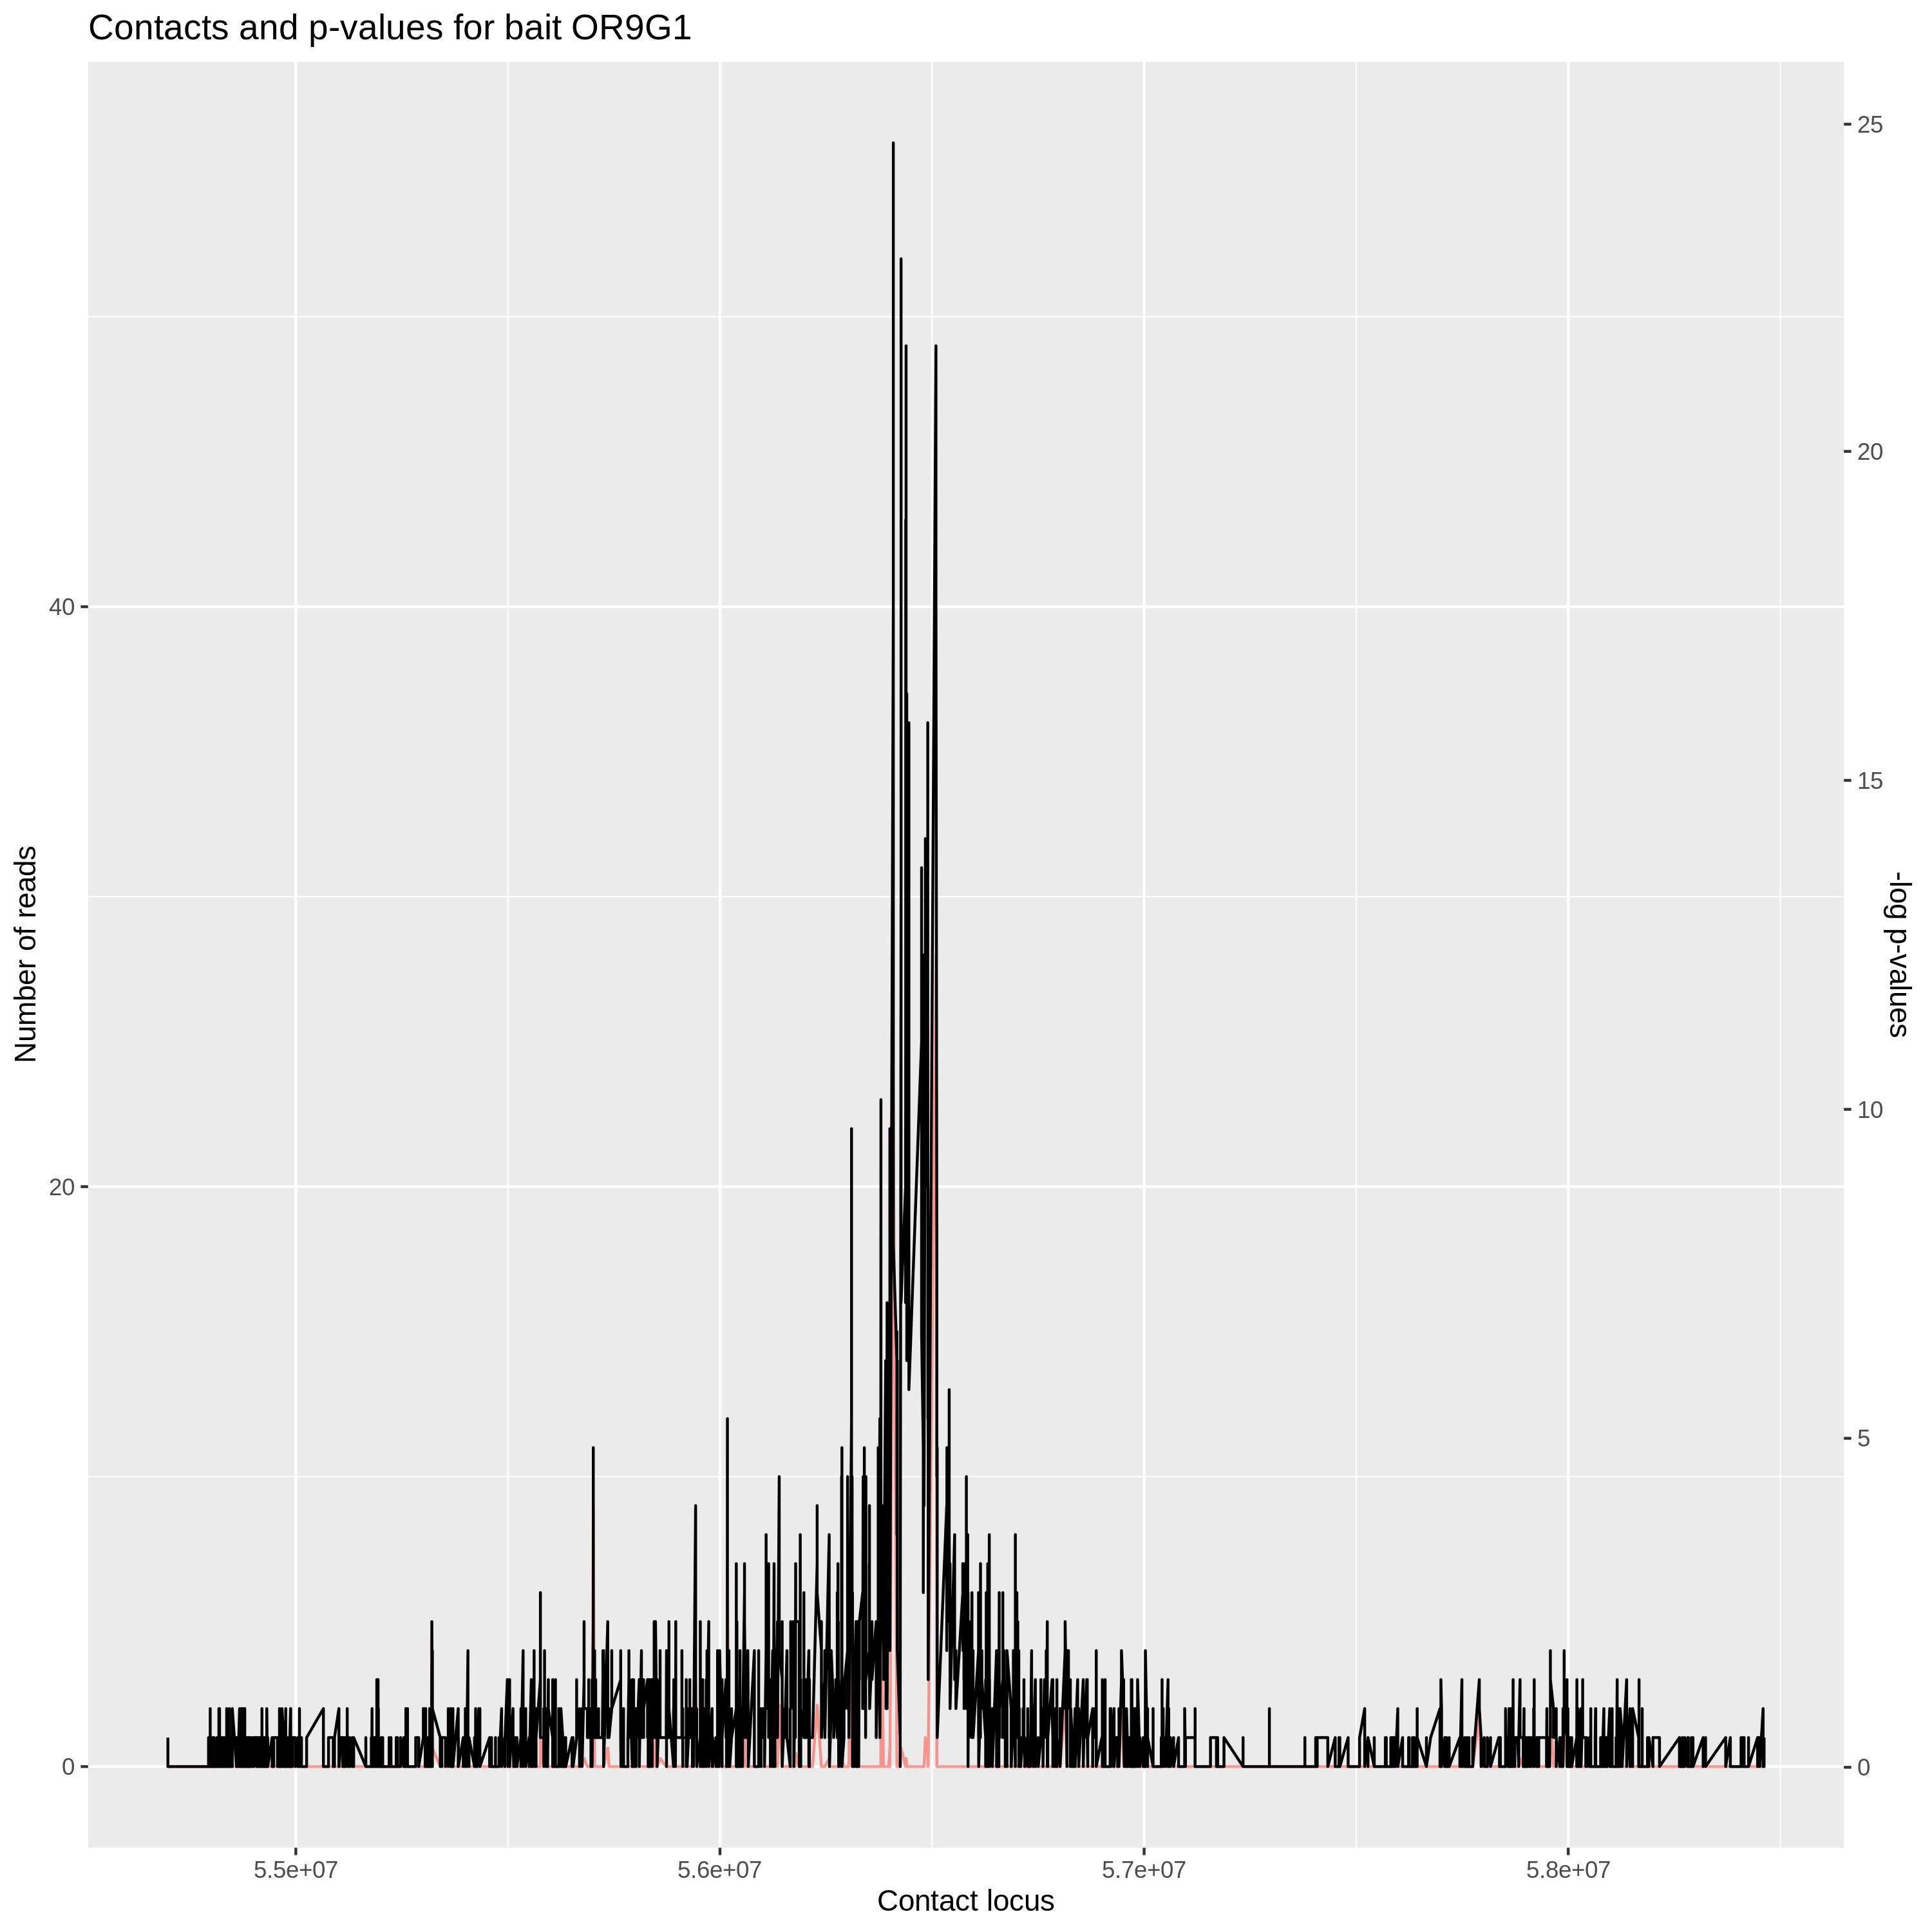 Contacts and p-values for bait OR9G1
25
20
40
15
Number of reads
-log p-values
10
20
5
0
0
5.5e+07 5.6e+07 5.7e+07 5.8e+07
Contact locus